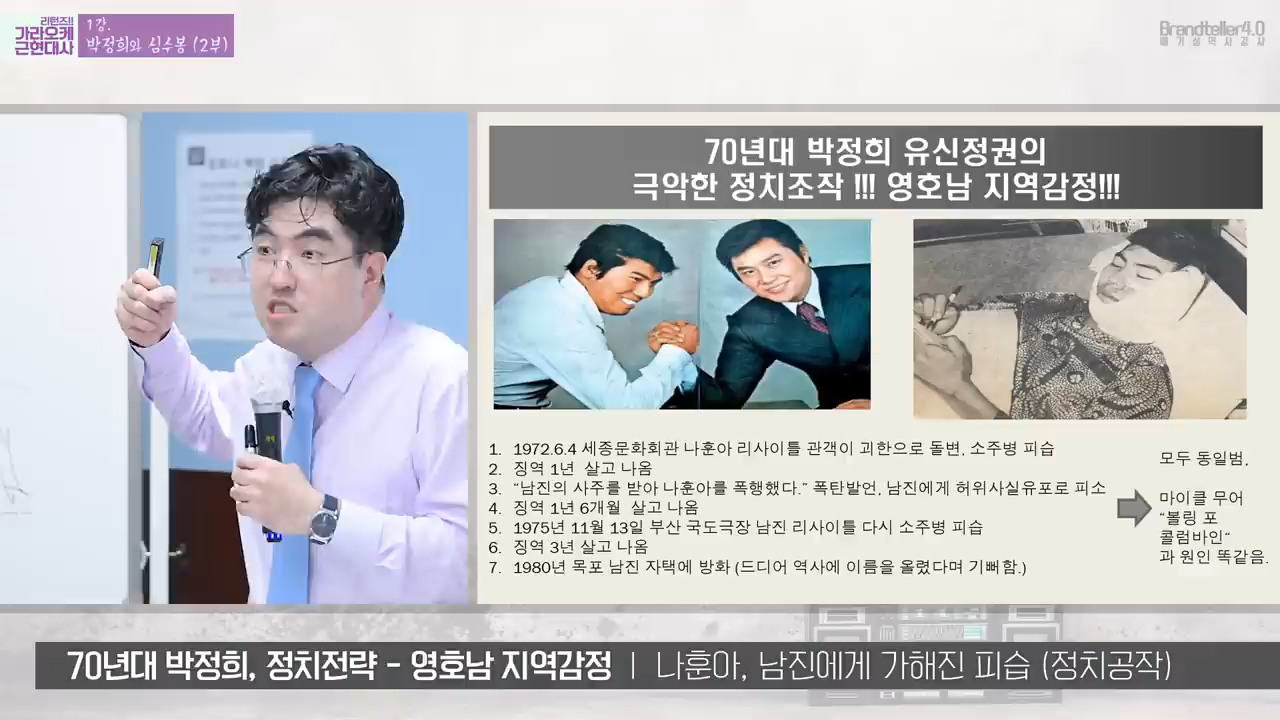 리턴즈!!
가라오케
근현대사
1강.
박정희와 심수봉 (2부)
Brandteller4.0
배기성역사강사
70년대 박정희 유신정권의
극악한 정치조작 !!! 영호남 지역감정!!!
1. 1972.6.4 세종문화회관 나훈아 리사이틀 관객이 괴한으로 돌변, 소주병 피습
2. 징역 1년 살고 나옴
3. “남진의 사주를 받아 나훈아를 폭행했다.” 폭탄발언, 남진에게 허위사실유포로 피소
4. 징역 1년 6개월 살고 나옴
5. 1975년 11월 13일 부산 국도극장 남진 리사이틀 다시 소주병 피습
6. 징역 3년 살고 나옴
7. 1980년 목포 남진 자택에 방화 (드디어 역사에 이름을 올렸다며 기뻐함.)
모두 동일범,
마이클 무어
“볼링 포
콜럼바인“
과 원인 똑같음.
70년대 박정희, 정치전략 - 영호남 지역감정 | 나훈아, 남진에게 가해진 피습 (정치공작)